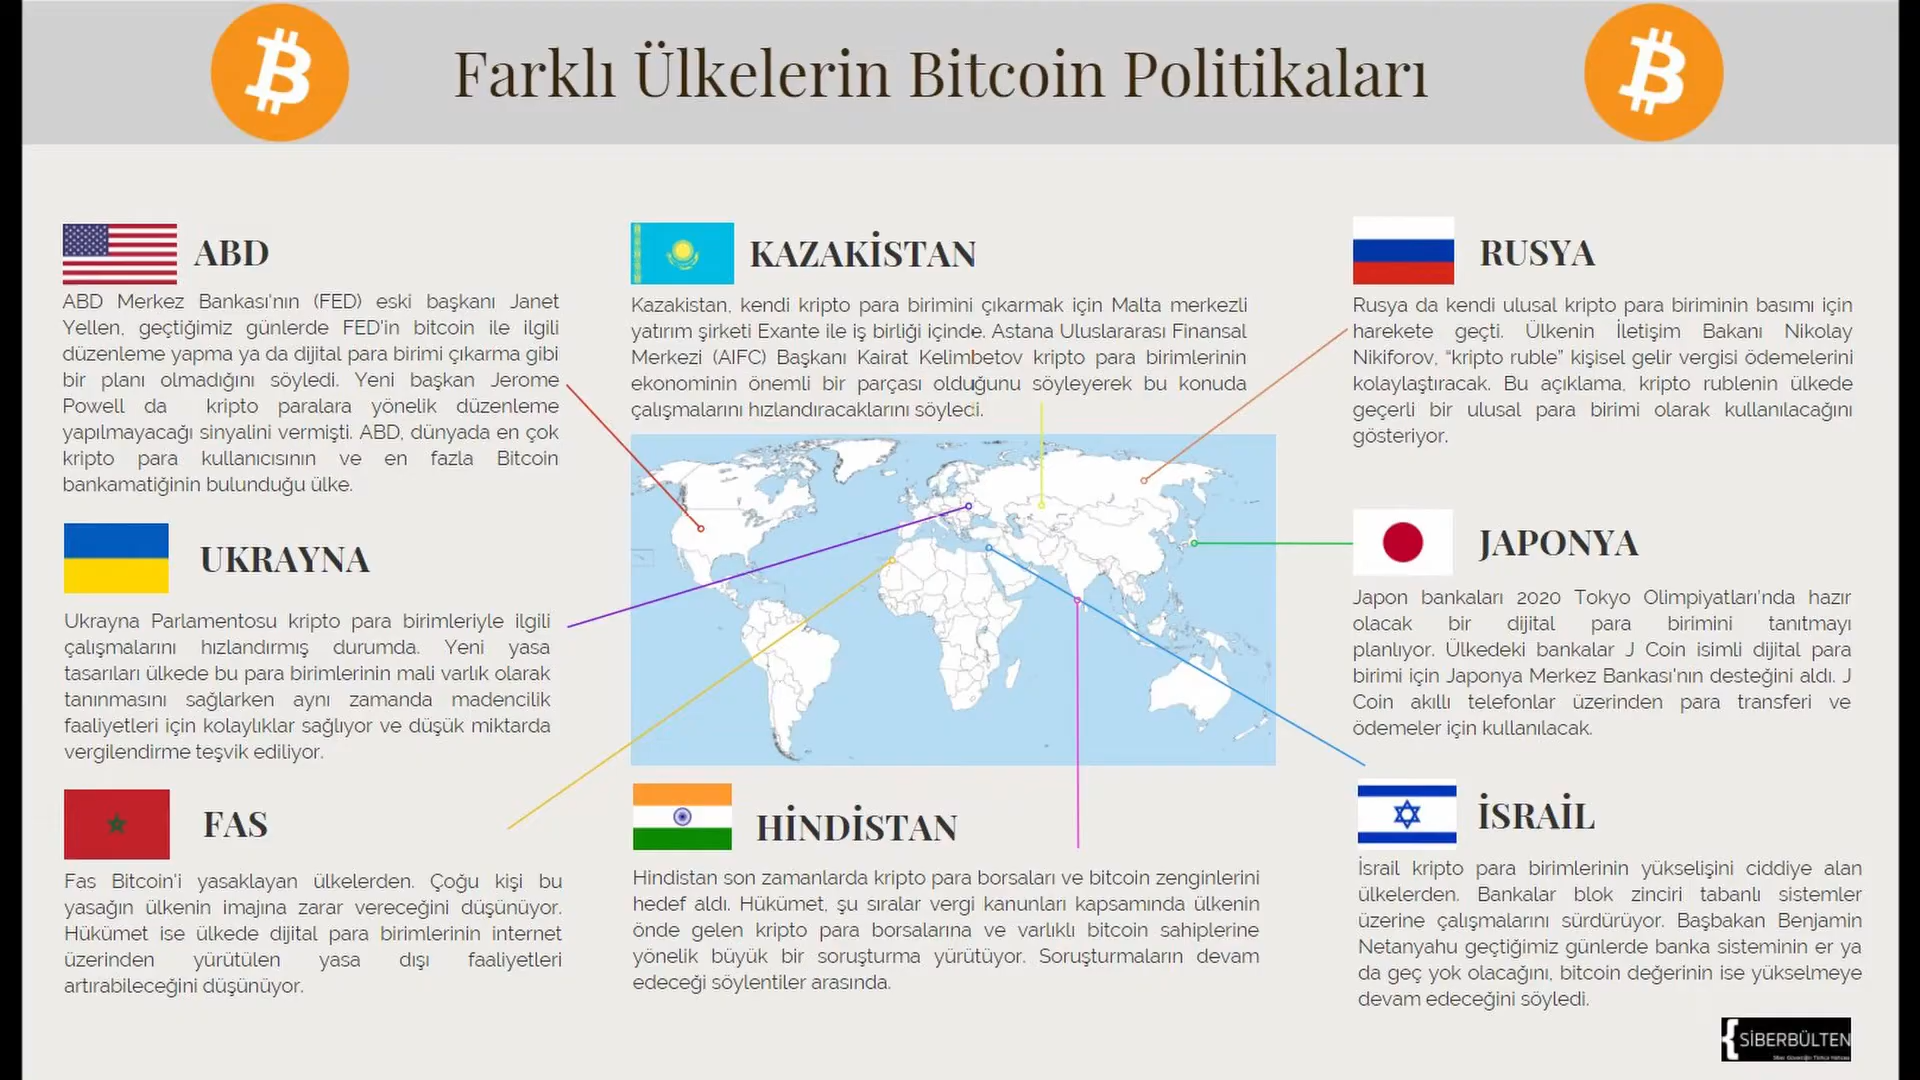 Farklı Ülkelerin Bitcoin Politikaları
ABD
ABD Merkez Bankası'nın (FED) eski başkanı Janet
Yellen, geçtiğimiz günlerde FED'in bitcoin ile ilgili
düzenleme yapma ya da dijital para birimi çıkarma gibi
bir planı olmadığını söyledi. Yeni başkan Jerome
Powell da kripto paralara yönelik düzenleme
yapılmayacağı sinyalini vermişti. ABD, dünyada en çok
kripto para kullanıcısının ve en fazla Bitcoin
bankamatiğinin bulunduğu ülke.
UKRAYNA
Ukrayna Parlamentosu kripto para birimleriyle ilgili
çalışmalarını hızlandırmış durumda. Yeni yasa
tasarıları ülkede bu para birimlerinin mali varlık olarak
tanınmasını sağlarken aynı zamanda madencilik
faaliyetleri için kolaylıklar sağlıyor ve düşük miktarda
vergilendirme teşvik ediliyor.
FAS
Fas Bitcoin'i yasaklayan ülkelerden. Çoğu kişi bu
yasağın ülkenin imajına zarar vereceğini düşünüyor.
Hükümet ise ülkede dijital para birimlerinin internet
üzerinden yürütülen yasa dışı faaliyetleri
artırabileceğini düşünüyor.
KAZAKİSTAN
Kazakistan, kendi kripto para birimini çıkarmak için Malta merkezli
yatırım şirketi Exante ile iş birliği içinde. Astana Uluslararası Finansal
Merkezi (AIFC) Başkanı Kairat Kelimbetov kripto para birimlerinin
ekonominin önemli bir parçası olduğunu söyleyerek bu konuda
çalışmalarını hızlandıracaklarını söyledi.
HİNDİSTAN
Hindistan son zamanlarda kripto para borsaları ve bitcoin zenginlerini
hedef aldı. Hükümet, şu sıralar vergi kanunları kapsamında ülkenin
önde gelen kripto para borsalarına ve varlıklı bitcoin sahiplerine
yönelik büyük bir soruşturma yürütüyor. Soruşturmaların devam
edeceği söylentiler arasında.
RUSYA
Rusya da kendi ulusal kripto para biriminin basımı için
harekete geçti. Ülkenin İletişim Bakanı Nikolay
Nikiforov, “kripto ruble” kişisel gelir vergisi ödemelerini
kolaylaştıracak. Bu açıklama, kripto rublenin ülkede
geçerli bir ulusal para birimi olarak kullanılacağını
gösteriyor.
JAPONYA
Japon bankaları 2020 Tokyo Olimpiyatları'nda hazır
olacak bir dijital para birimini tanıtmayı
planlıyor. Ülkedeki bankalar J Coin isimli dijital para
birimi için Japonya Merkez Bankası'nın desteğini aldı. J
Coin akıllı telefonlar üzerinden para transferi ve
ödemeler için kullanılacak.
İSRAİL
İsrail kripto para birimlerinin yükselişini ciddiye alan
ülkelerden. Bankalar blok zinciri tabanlı sistemler
üzerine çalışmalarını sürdürüyor. Başbakan Benjamin
Netanyahu geçtiğimiz günlerde banka sisteminin er ya
da geç yok olacağını, bitcoin değerinin ise yükselmeye
devam edeceğini söyledi.
SİBERBÜLTEN